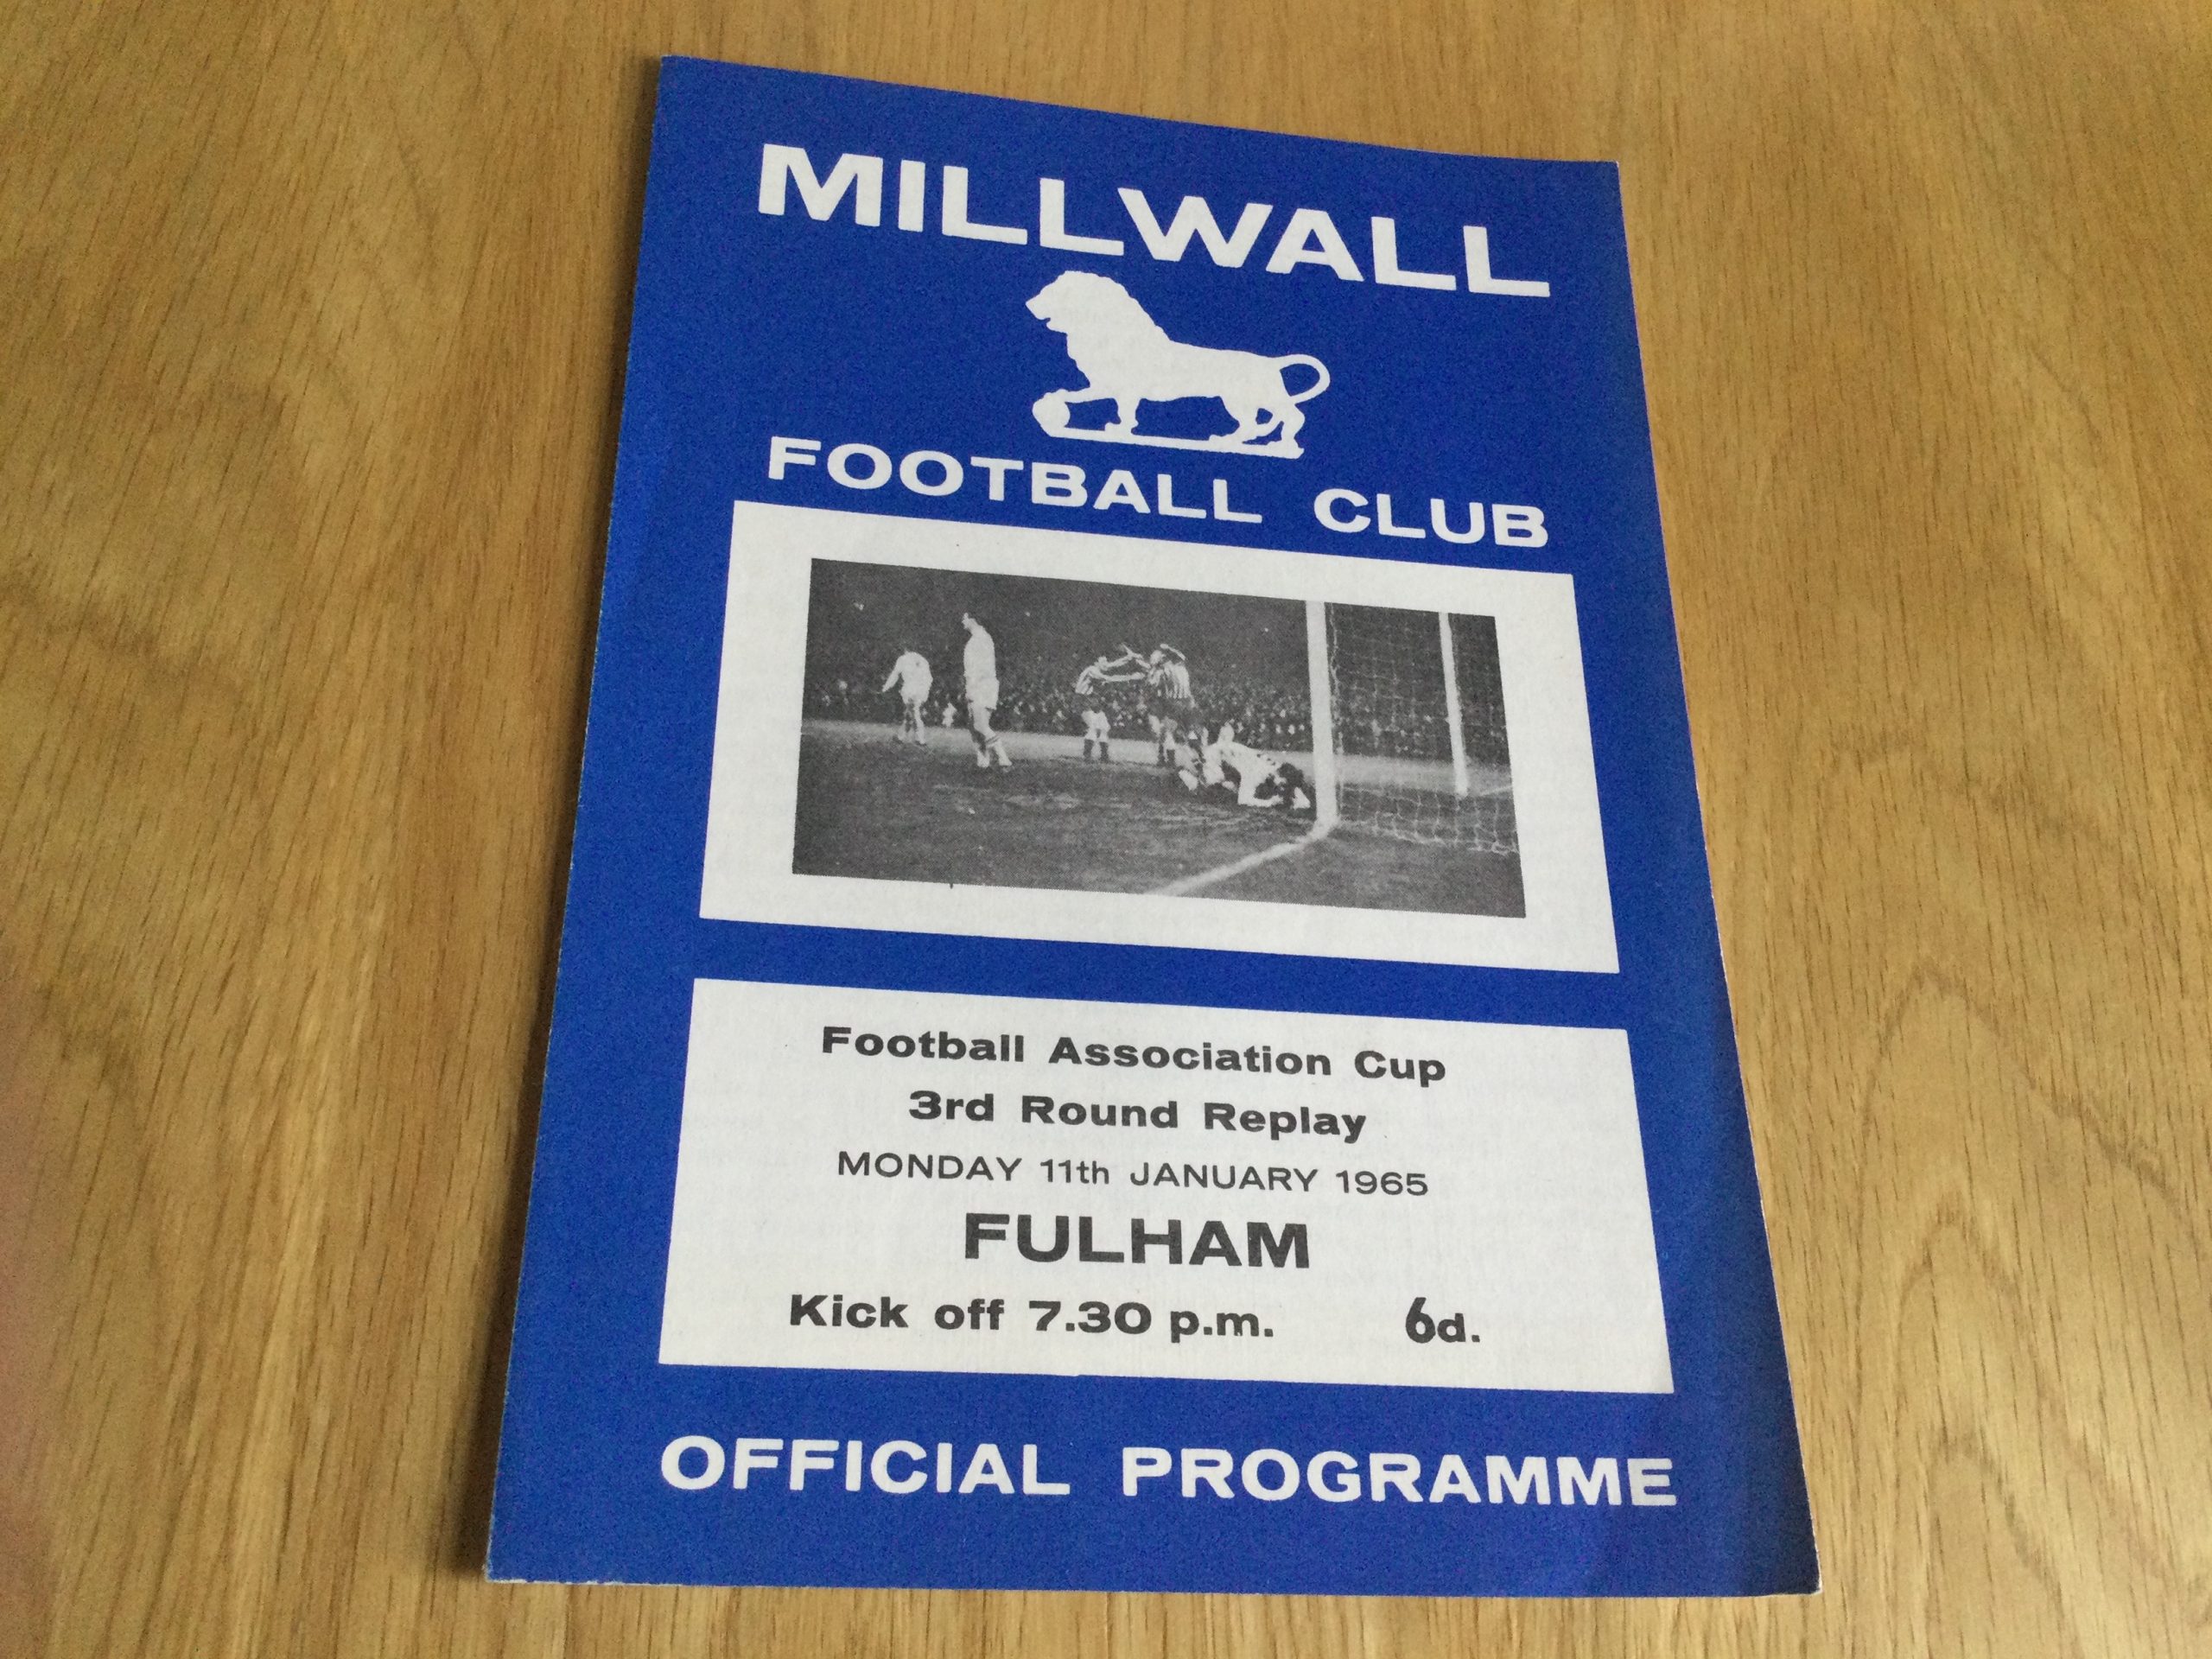 MILLWALL
FOOTBALL CLUB
Football Association Cup
3rd Round Replay
MONDAY 11th JANUARY 1965
FULHAM
Kick off 7.30 p.m. 6d.
OFFICIAL PROGRAMME